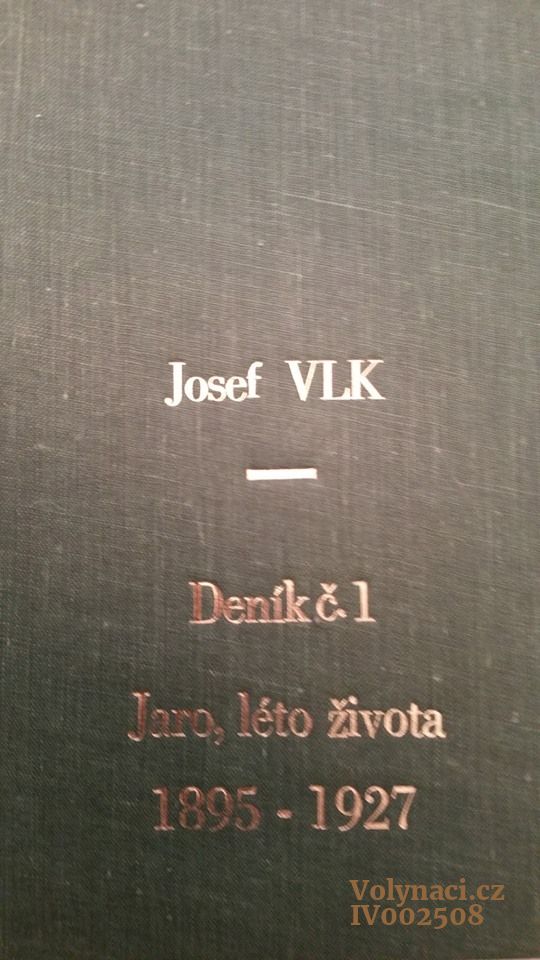 Josef VLK
Deník č. 1
Jaro, léto života
1895 - 1927
Volynaci.cz
IV002508